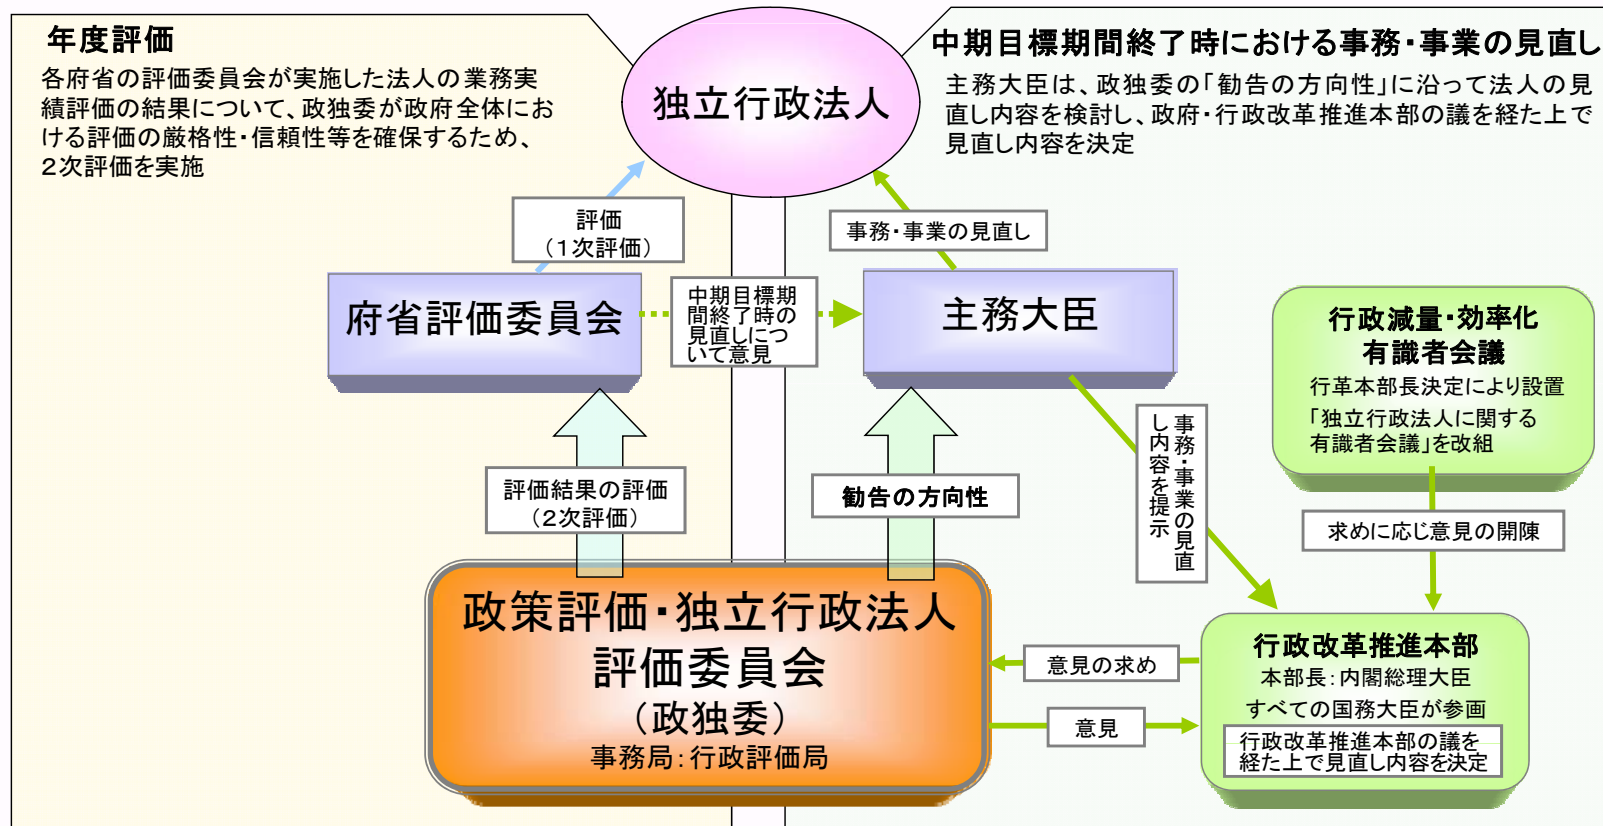 年度評価
各府省の評価委員会が実施した法人の業務実
績評価の結果について、政独委が政府全体にお
ける評価の厳格性・信頼性等を確保するため、
２次評価を実施
独立行政法人
中期目標期間終了時における事務・事業の見直し
主務大臣は、政独委の「勧告の方向性」に沿って法人の見
直し内容を検討し、政府・行政改革推進本部の議を経た上で
見直し内容を決定
評価
（１次評価）
事務・事業の見直し
府省評価委員会
中期目標期
間終了時の
見直しにつ
いて意見
主務大臣
行政減量・効率化
有識者会議
行革本部長決定により設置
「独立行政法人に関する
有識者会議」を改組
評価結果の評価
（２次評価）
勧告の方向性
事務・事業の見直
し内容を提示
求めに応じ意見の開陳
政策評価・独立行政法人
評価委員会
（政独委）
事務局：行政評価局
意見の求め
意見
行政改革推進本部
本部長：内閣総理大臣
すべての国務大臣が参画
行政改革推進本部の議を
経た上で見直し内容を決定